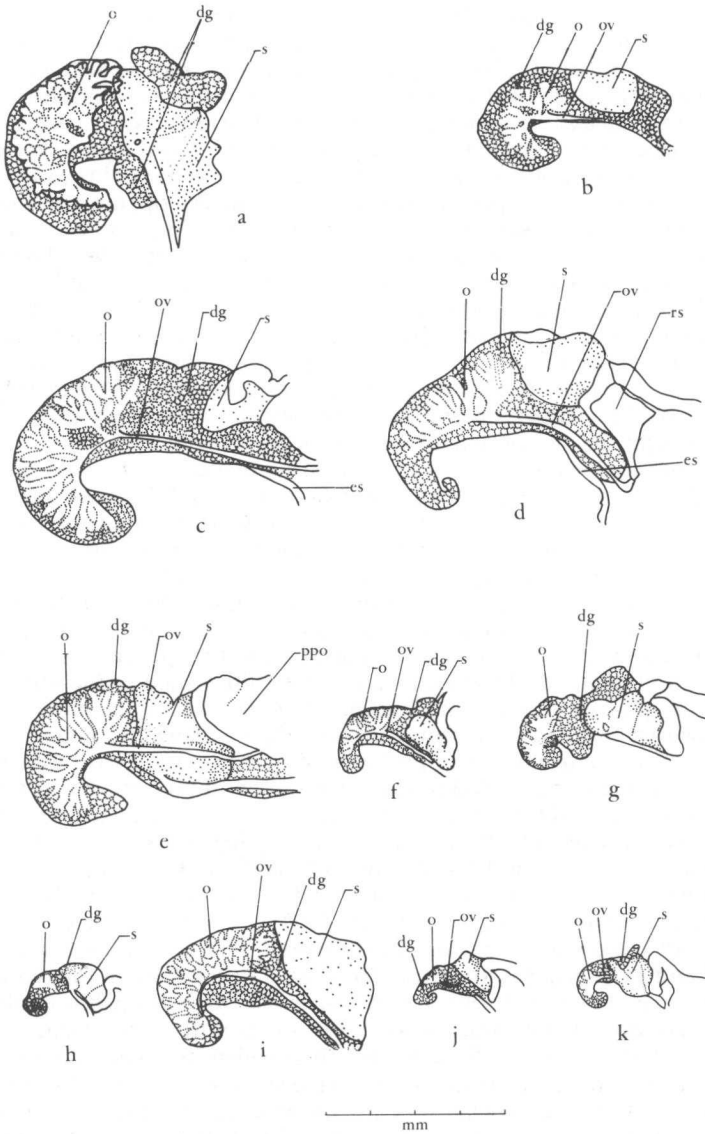 o dg s
a
dg o ov s
b
o ov dg s
es
c
o dg s ov rs
es
d
o dg ov s ppo
e
o ov dg s
f
o dg s
g
o dg s
h
o ov dg s
i
dg o ov s
j
o ov dg s
k
mm